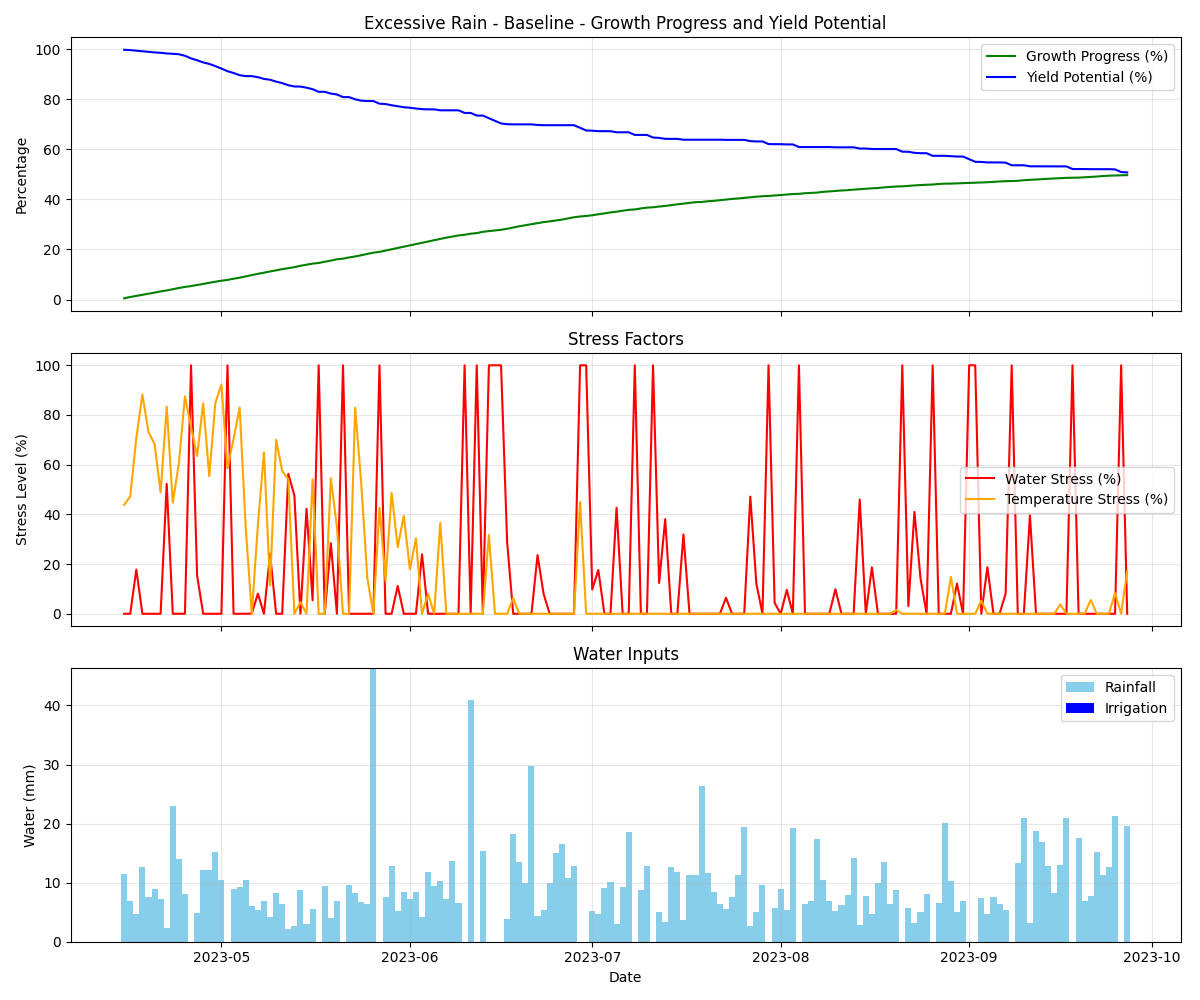 Excessive Rain - Baseline - Growth Progress and Yield Potential
100
80
60
40
20
0
Percentage
Growth Progress (%)
Yield Potential (%)
Stress Factors
100
80
60
40
20
0
Stress Level (%)
Water Stress (%)
Temperature Stress (%)
Water Inputs
40
30
20
10
0
Water (mm)
Rainfall
Irrigation
2023-05
2023-06
2023-07
2023-08
2023-09
2023-10
Date